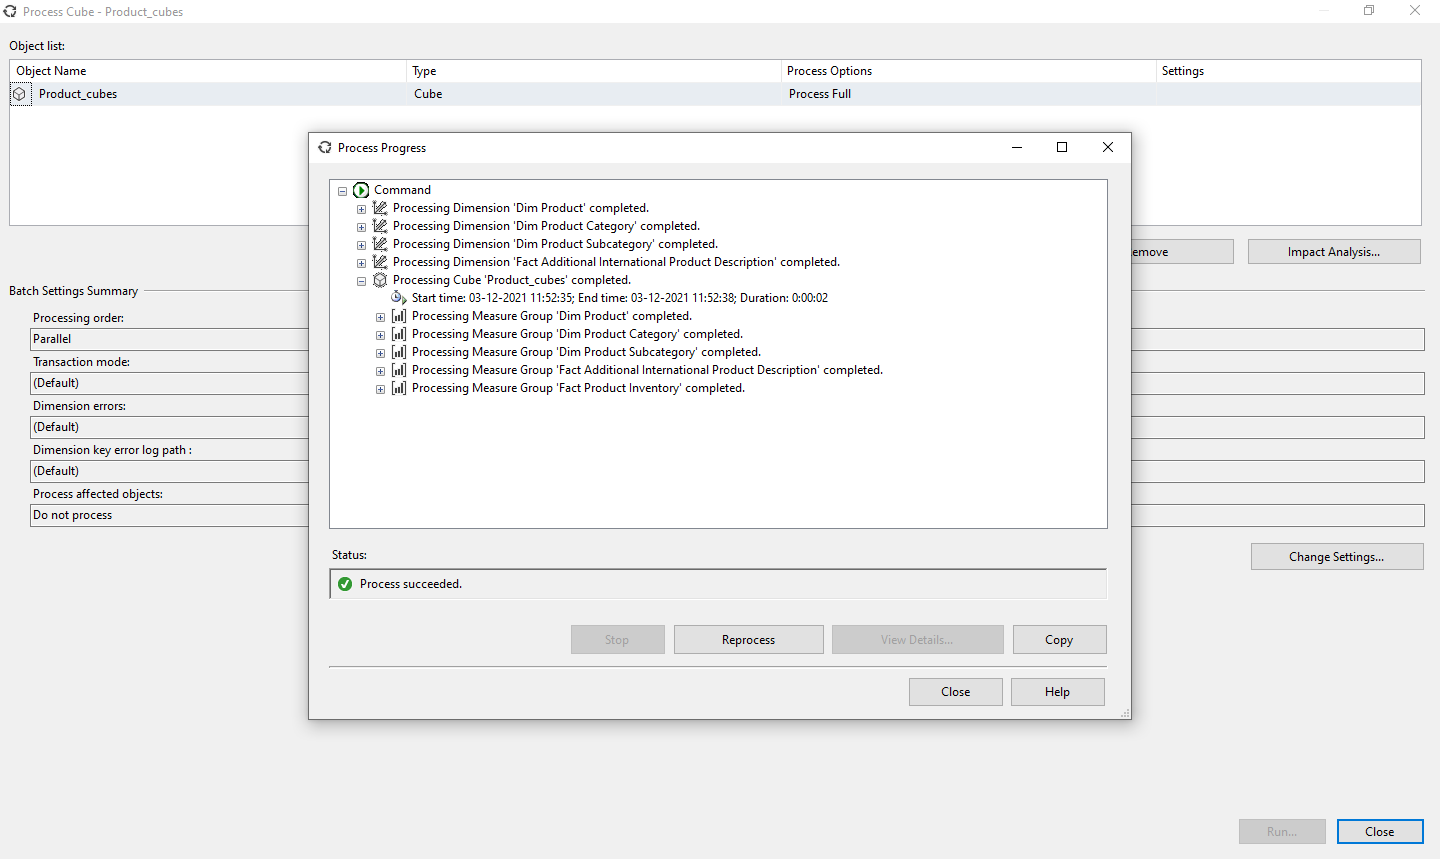 Process Cube - Product_cubes
Object list:
Object Name Type Process Options Settings
Product_cubes Cube Process Full
Process Progress
Command
Processing Dimension 'Dim Product' completed.
Processing Dimension 'Dim Product Category' completed.
Processing Dimension 'Dim Product Subcategory' completed.
Processing Dimension 'Fact Additional International Product Description' completed.
Processing Cube 'Product_cubes' completed.
Start time: 03-12-2021 11:52:35; End time: 03-12-2021 11:52:38; Duration: 0:00:02
Processing Measure Group 'Dim Product' completed.
Processing Measure Group 'Dim Product Category' completed.
Processing Measure Group 'Dim Product Subcategory' completed.
Processing Measure Group 'Fact Additional International Product Description' completed.
Processing Measure Group 'Fact Product Inventory' completed.
Status:
Process succeeded.
Stop Reprocess View Details... Copy
Close Help
emove Impact Analysis...
Batch Settings Summary
Processing order:
Parallel
Transaction mode:
(Default)
Dimension errors:
(Default)
Dimension key error log path :
(Default)
Process affected objects:
Do not process
Change Settings...
Run... Close